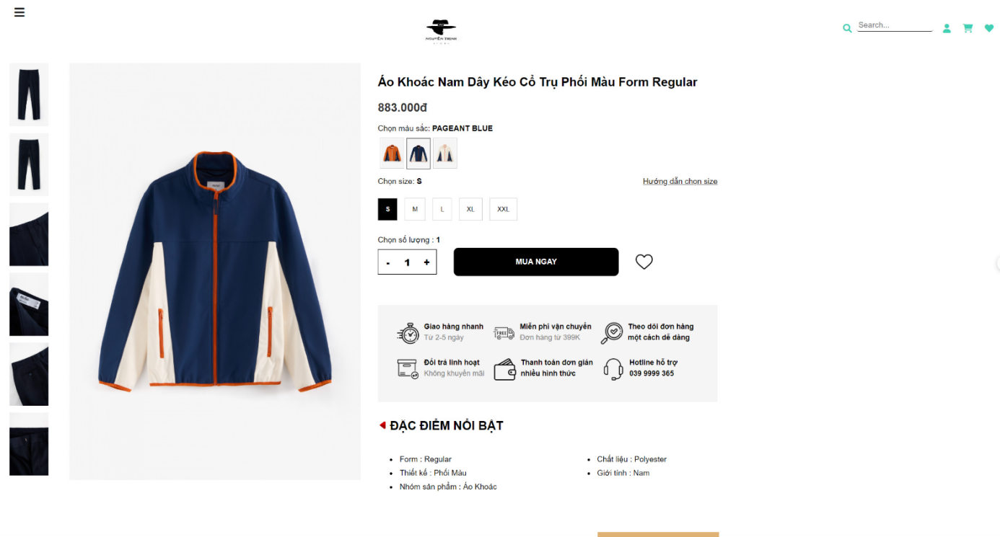 NGUYÊN THỊNH
STORE
Search...
Áo Khoác Nam Dây Kéo Cổ Trụ Phối Màu Form Regular
883.000đ
Chọn màu sắc: PAGEANT BLUE
Chọn size: S
Hướng dẫn chọn size
S M L XL XXL
Chọn số lượng : 1
- 1 +
MUA NGAY
Giao hàng nhanh
Từ 2-5 ngày
FREE
Miễn phí vận chuyển
Đơn hàng từ 399K
Theo dõi đơn hàng
một cách dễ dàng
Đổi trả linh hoạt
Không khuyến mãi
Thanh toán đơn giản
nhiều hình thức
Hotline hỗ trợ
039 9999 365
ĐẶC ĐIỂM NỔI BẬT
Form : Regular
Thiết kế : Phối Màu
Nhóm sản phẩm : Áo Khoác
Chất liệu : Polyester
Giới tính : Nam